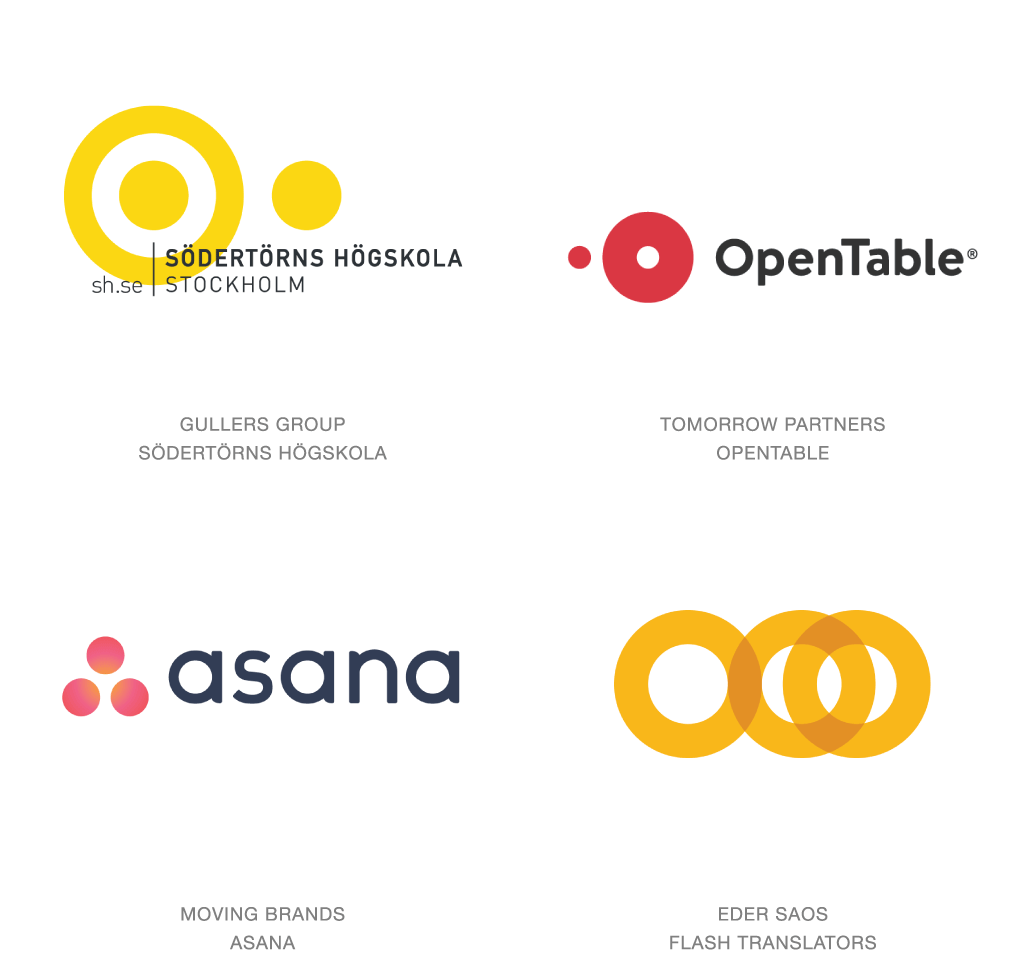 sh.se
SÖDERTÖRNS HÖGSKOLA
STOCKHOLM
OpenTable®
GULLERS GROUP
SÖDERTÖRNS HÖGSKOLA
TOMORROW PARTNERS
OPENTABLE
asana
MOVING BRANDS
ASANA
EDER SAOS
FLASH TRANSLATORS